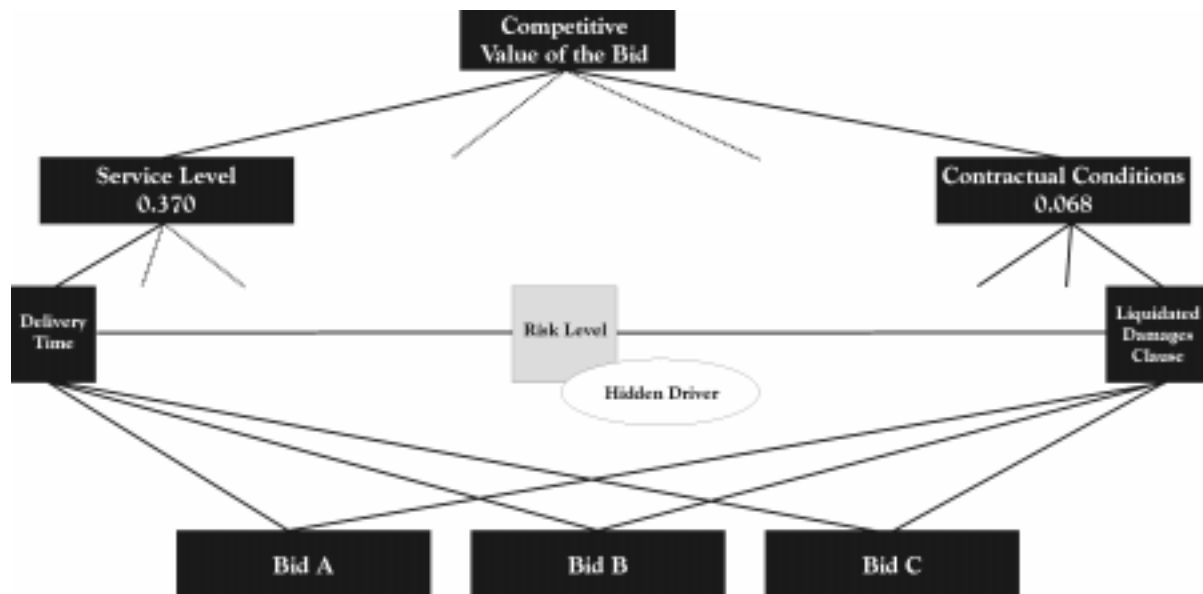 Competitive
Value of the Bid
Service Level
0.370
Contractual Conditions
0.068
Delivery
Time
Risk Level
Liquidated
Damages
Clause
Hidden Driver
Bid A
Bid B
Bid C